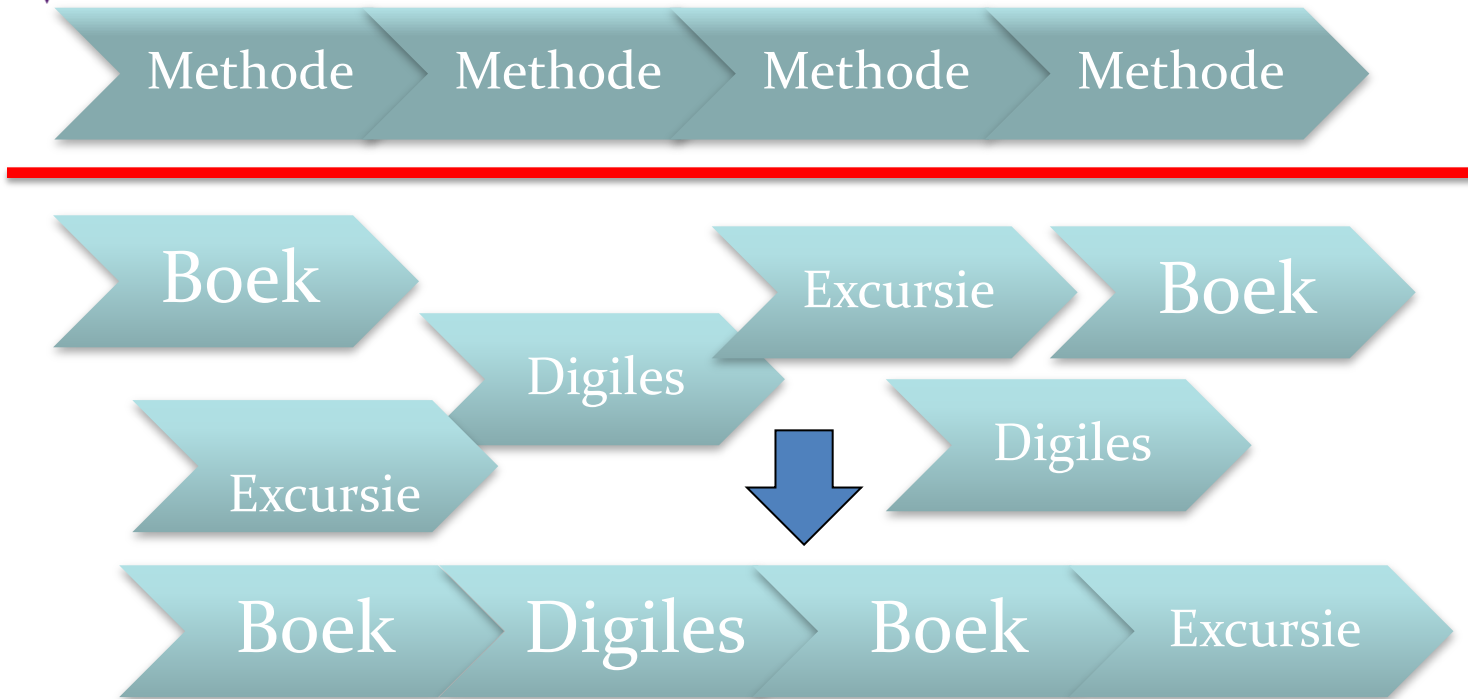 Methode Methode Methode Methode
Boek
Excursie
Boek
Digiles
Digiles
Excursie
Boek Digiles Boek Excursie